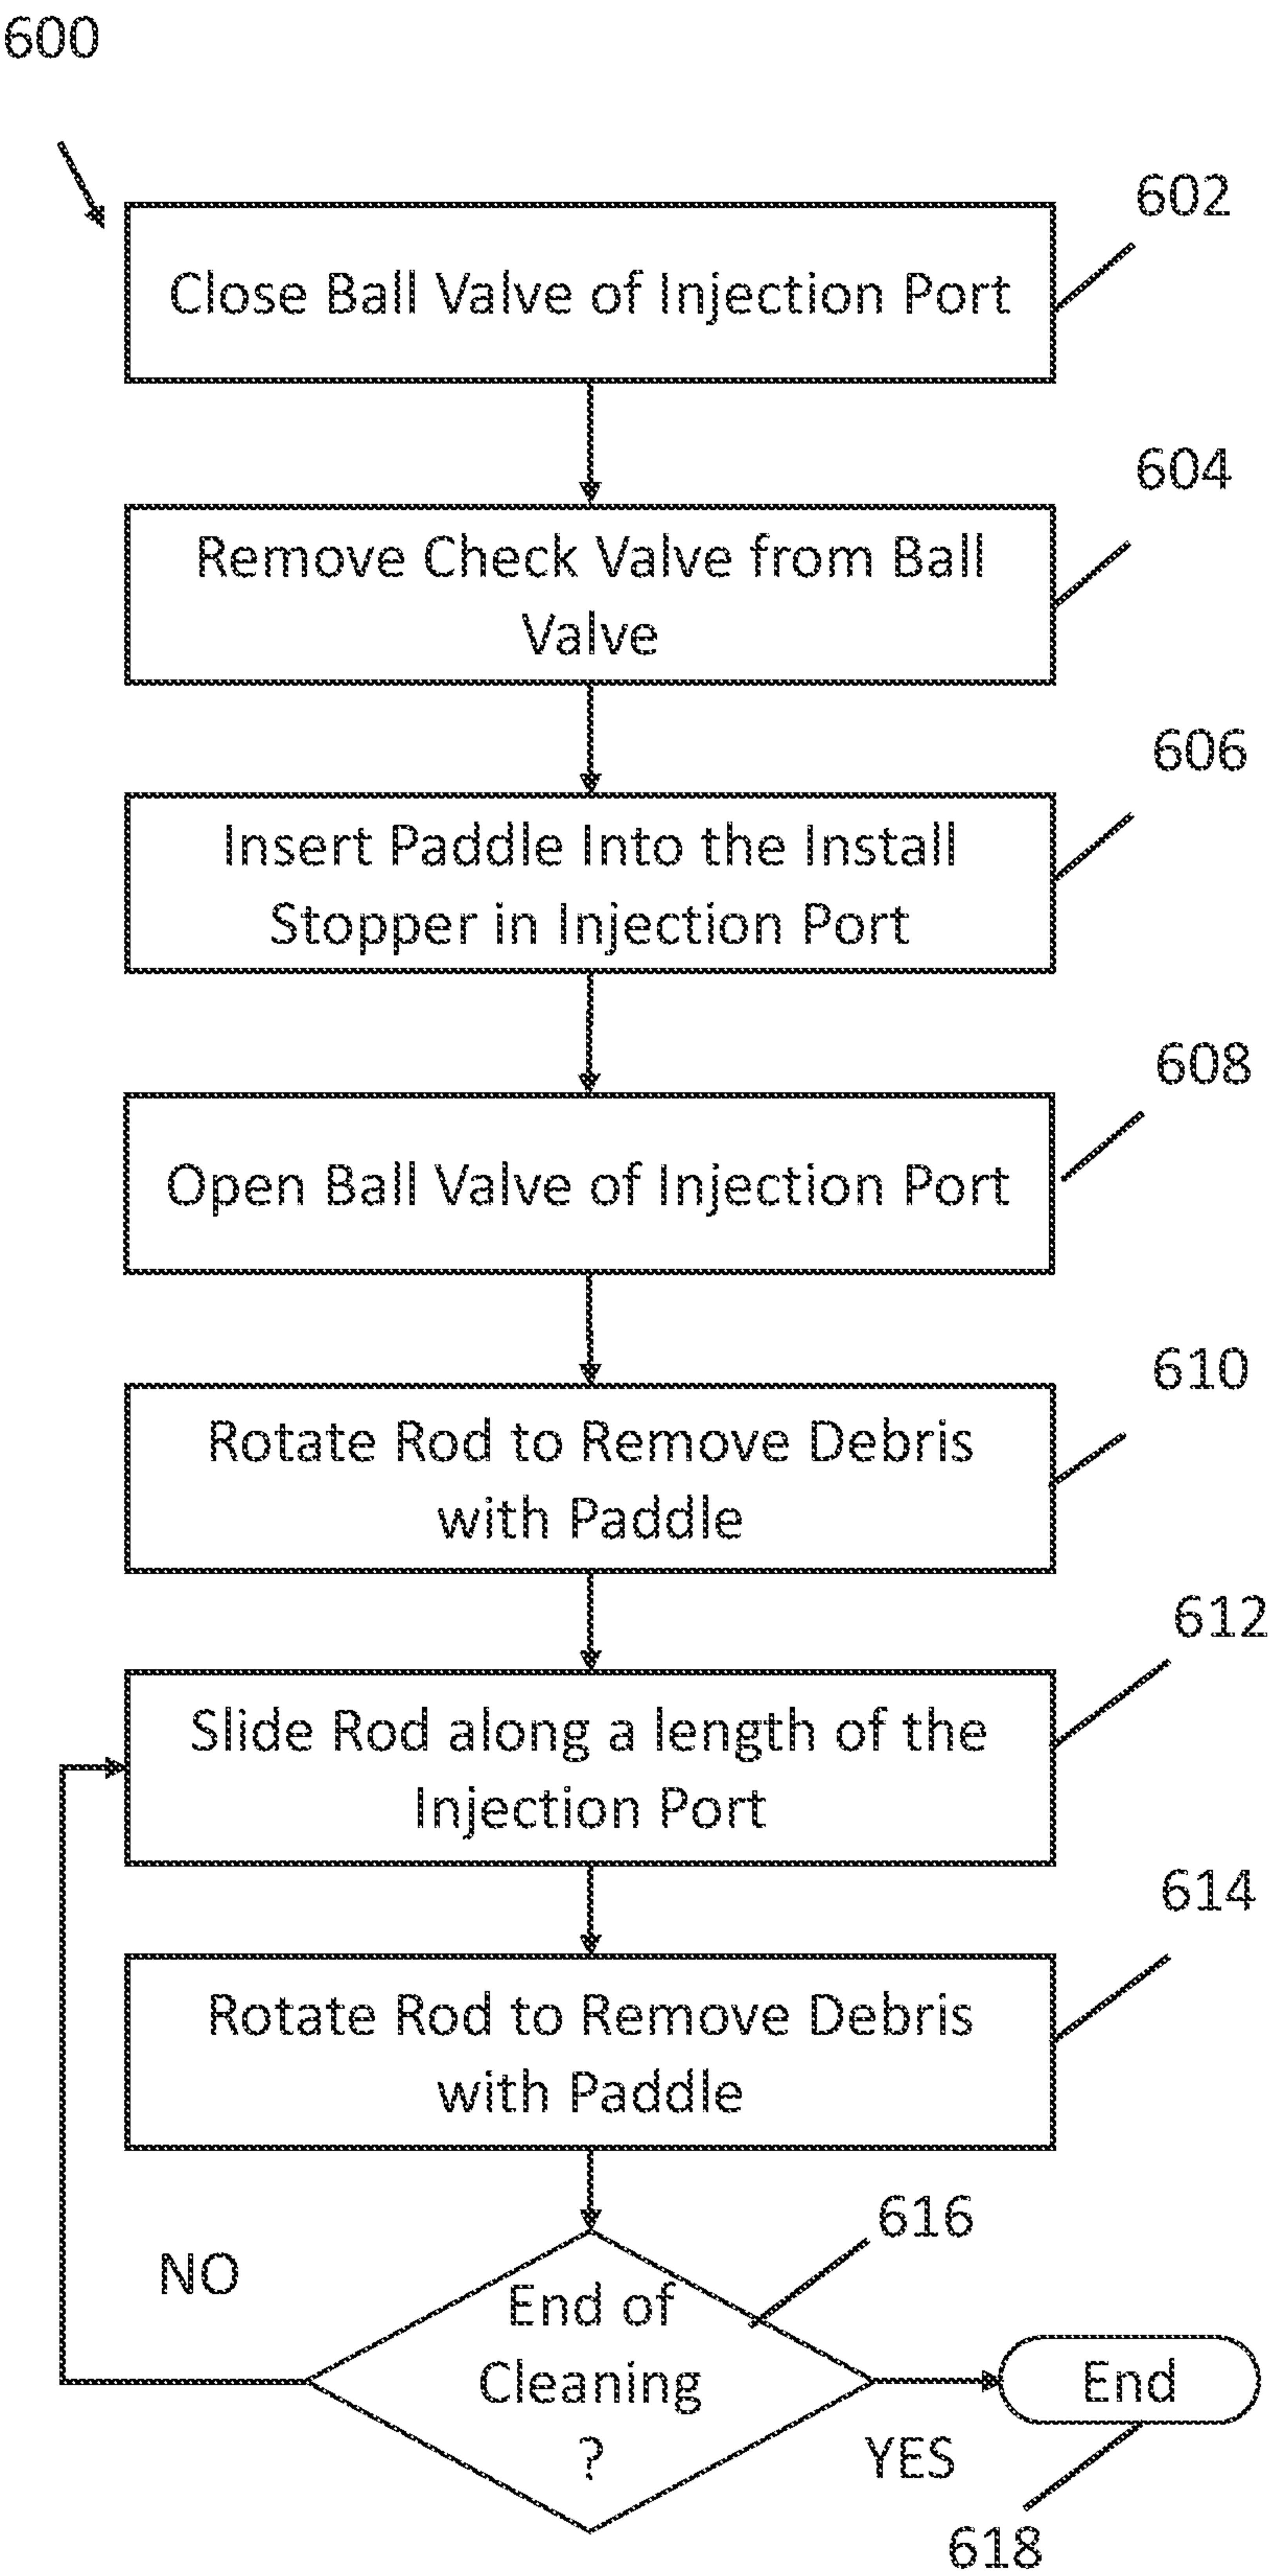 600
602
Close Ball Valve of Injection Port
604
Remove Check Valve from Ball
Valve
606
Insert Paddle Into the Install
Stopper in Injection Port
608
Open Ball Valve of Injection Port
610
Rotate Rod to Remove Debris
with Paddle
612
Slide Rod along a length of the
Injection Port
614
Rotate Rod to Remove Debris
with Paddle
616
NO
End of
Cleaning
?
End
YES
618